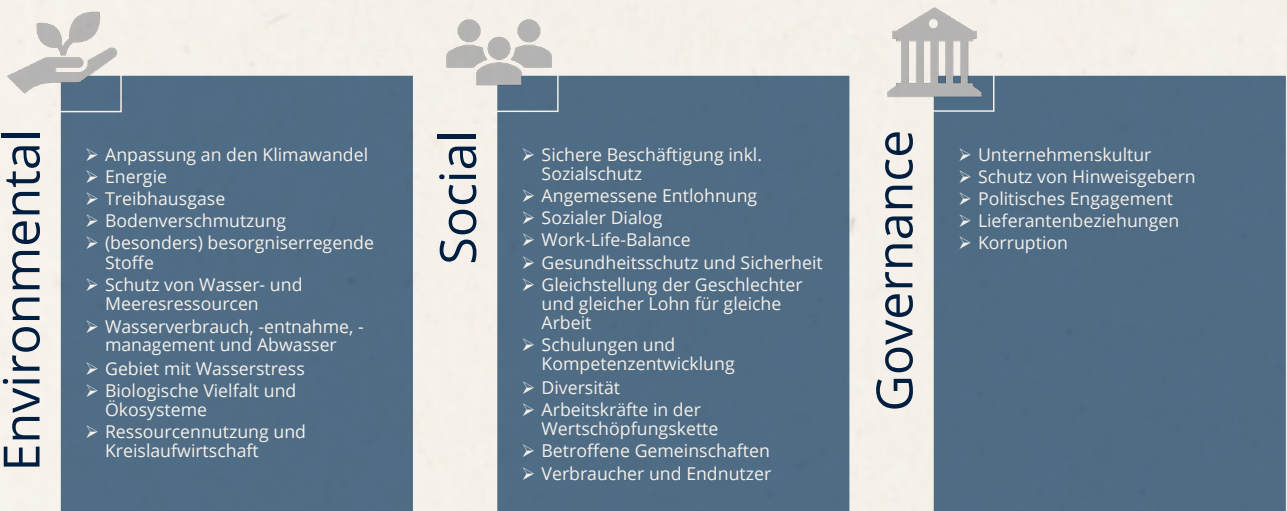 Environmental
➢ Anpassung an den Klimawandel
➢ Energie
➢ Treibhausgase
➢ Bodenverschmutzung
➢ (besonders) besorgniserregende
Stoffe
➢ Schutz von Wasser- und
Meeresressourcen
➢ Wasserverbrauch, -entnahme, -
management und Abwasser
➢ Gebiet mit Wasserstress
➢ Biologische Vielfalt und
Ökosysteme
➢ Ressourcennutzung und
Kreislaufwirtschaft
Social
➢ Sichere Beschäftigung inkl.
Sozialschutz
➢ Angemessene Entlohnung
➢ Sozialer Dialog
➢ Work-Life-Balance
➢ Gesundheitsschutz und Sicherheit
➢ Gleichstellung der Geschlechter
und gleicher Lohn für gleiche
Arbeit
➢ Schulungen und
Kompetenzentwicklung
➢ Diversität
➢ Arbeitskräfte in der
Wertschöpfungskette
➢ Betroffene Gemeinschaften
➢ Verbraucher und Endnutzer
Governance
➢ Unternehmenskultur
➢ Schutz von Hinweisgebern
➢ Politisches Engagement
➢ Lieferantenbeziehungen
➢ Korruption